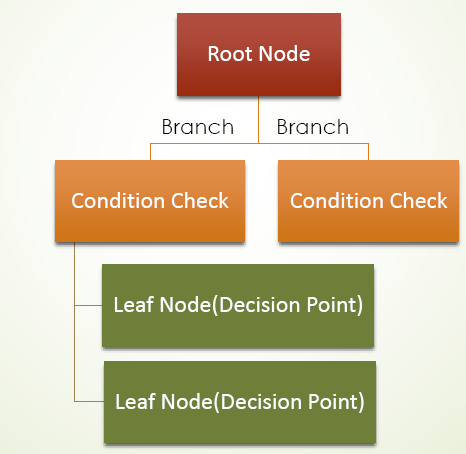 Root Node
Branch Branch
Condition Check Condition Check
Leaf Node(Decision Point)
Leaf Node(Decision Point)